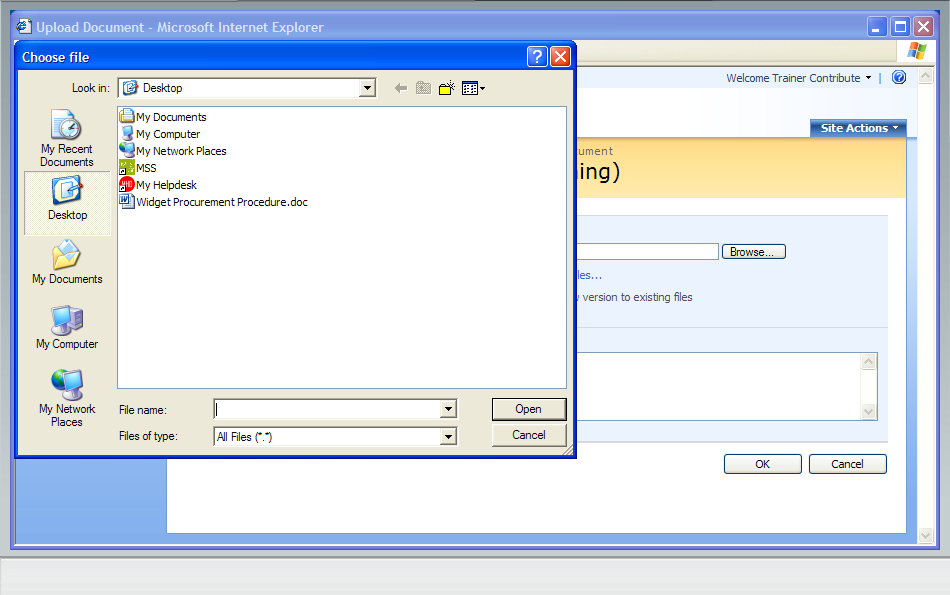 Upload Document - Microsoft Internet Explorer
Choose file
Look in:
Desktop
Welcome Trainer Contribute
Site Actions
My Recent
Documents
Desktop
My Documents
My Computer
My Network
Places
My Documents
My Computer
My Network Places
MSS
My Helpdesk
Widget Procurement Procedure.doc
ument
ing)
Browse...
les...
version to existing files
File name:
Open
Files of type:
All Files (*.*)
Cancel
OK
Cancel